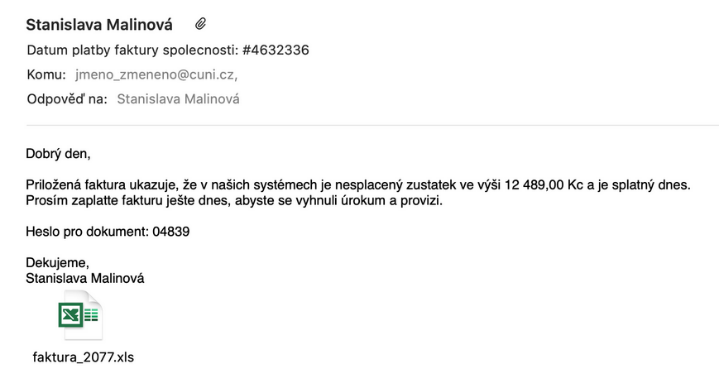 Stanislava Malinová
Datum platby faktury spolecnosti: #4632336
Komu: jmeno_zmeneno@cuni.cz,
Odpověď na: Stanislava Malinová
Dobrý den,
Priložená faktura ukazuje, že v našich systémech je nesplacený zustatek ve výši 12 489,00 Kc a je splatný dnes.
Prosím zaplatte fakturu ješte dnes, abyste se vyhnuli úrokum a provizi.
Heslo pro dokument: 04839
Dekujeme,
Stanislava Malinová
faktura_2077.xls